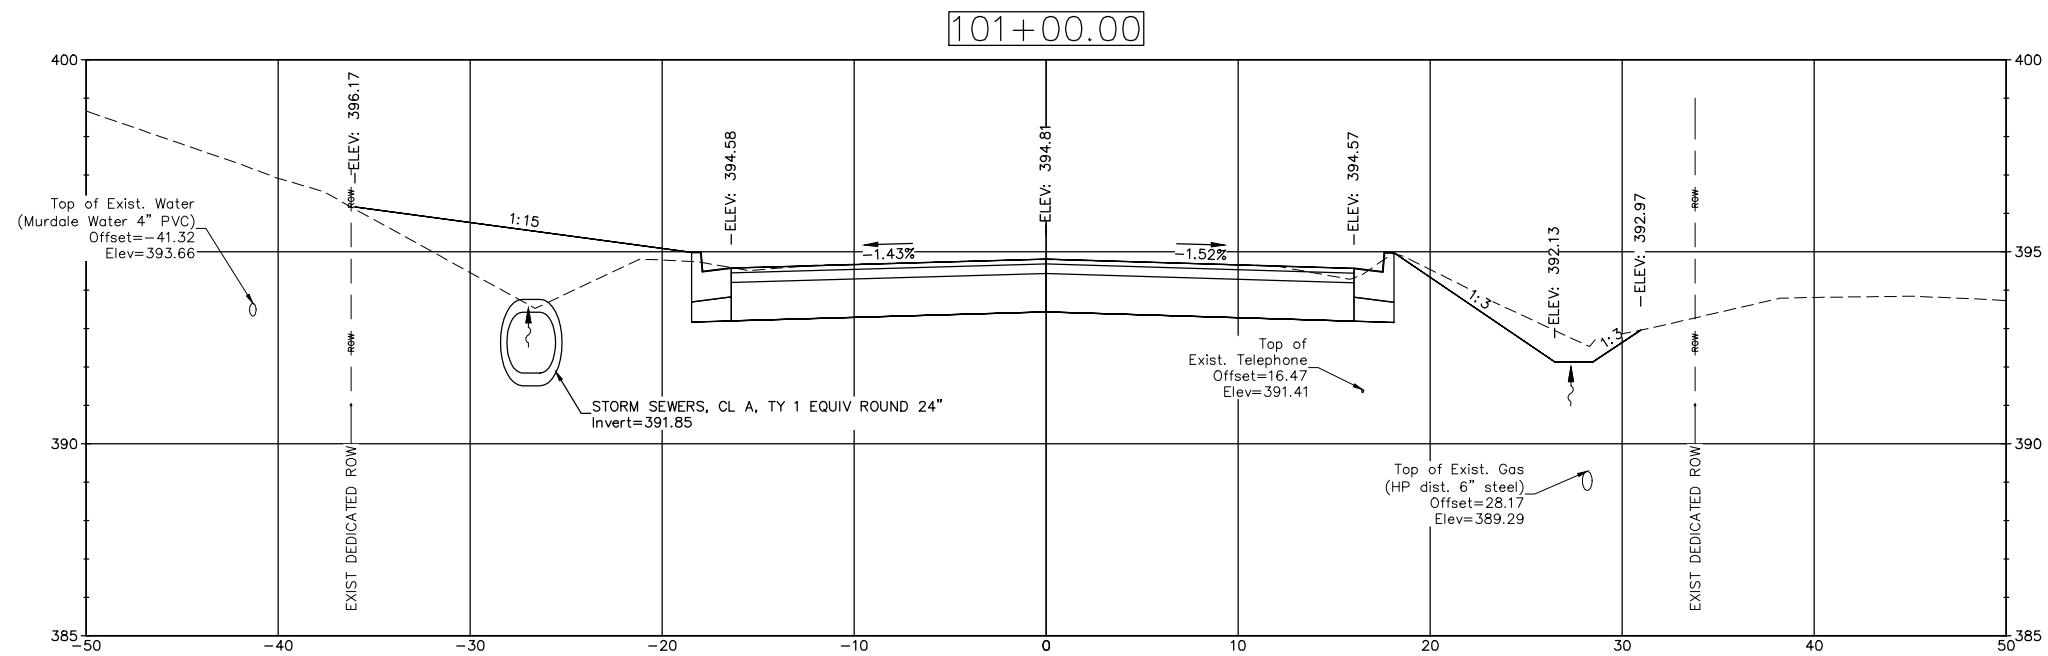 101+00.00
400
400
ELEV: 396.17
ELEV: 394.58
ELEV: 394.81
ELEV: 394.57
ELEV: 392.13
ELEV: 392.97
ROW
ROW
Top of Exist. Water
(Murdale Water 4" PVC)
Offset=-41.32
Elev=393.66
1:15
-1.43%
-1.52%
395
1:3
1:3
ROW
ROW
Top of
Exist. Telephone
Offset=16.47
Elev=391.41
STORM SEWERS, CL A, TY 1 EQUIV ROUND 24"
Invert=391.85
390
390
EXIST DEDICATED ROW
EXIST DEDICATED ROW
Top of Exist. Gas
(HP dist. 6" steel)
Offset=28.17
Elev=389.29
385
385
-50
-40
-30
-20
-10
0
10
20
30
40
50